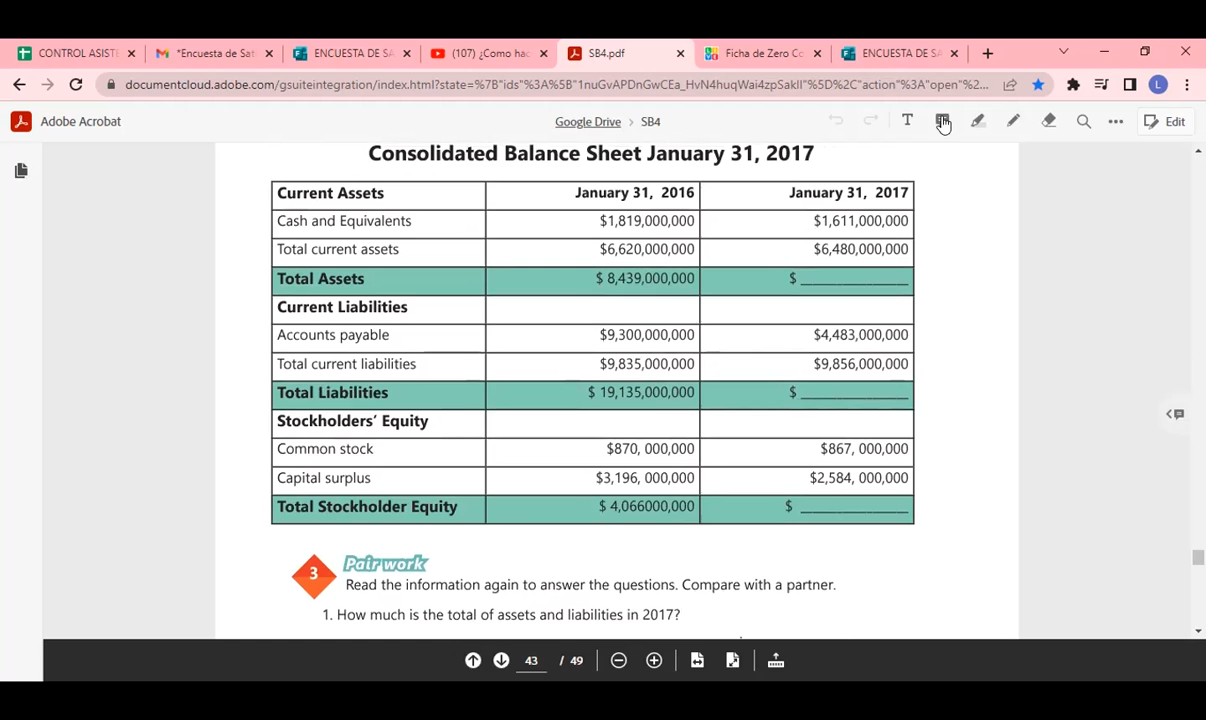 CONTROL ASIST
*Encuesta de Sat
ENCUESTA DE SA
(107) ¿Como hac
SB4.pdf
Ficha de Zero Co
ENCUESTA DE SA
documentcloud.adobe.com/gsuiteintegration/index.html?state=%7B"ids"%3A%5B"1nuGvAPDnGwCEa_HvN4huqWai4zpSakIl"%5D%2C"action"%3A"open"%2...
L
Adobe Acrobat
Google Drive > SB4
T
Edit
Consolidated Balance Sheet January 31, 2017
Current Assets January 31, 2016 January 31, 2017
Cash and Equivalents $1,819,000,000 $1,611,000,000
Total current assets $6,620,000,000 $6,480,000,000
Total Assets $ 8,439,000,000 $ _______________
Current Liabilities
Accounts payable $9,300,000,000 $4,483,000,000
Total current liabilities $9,835,000,000 $9,856,000,000
Total Liabilities $ 19,135,000,000 $ _______________
Stockholders’ Equity
Common stock $870, 000,000 $867, 000,000
Capital surplus $3,196, 000,000 $2,584, 000,000
Total Stockholder Equity $ 4,066000,000 $ _______________
3 Pair work
Read the information again to answer the questions. Compare with a partner.
1. How much is the total of assets and liabilities in 2017?
43 / 49